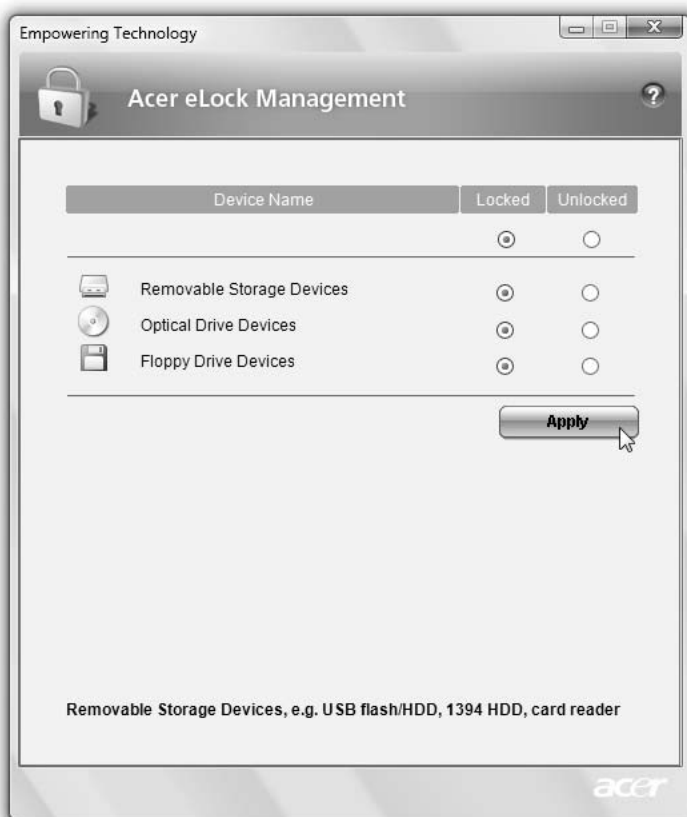 Empowering Technology
Acer eLock Management
?
Device Name Locked Unlocked
Removable Storage Devices
Optical Drive Devices
Floppy Drive Devices
Apply
Removable Storage Devices, e.g. USB flash/HDD, 1394 HDD, card reader
acer